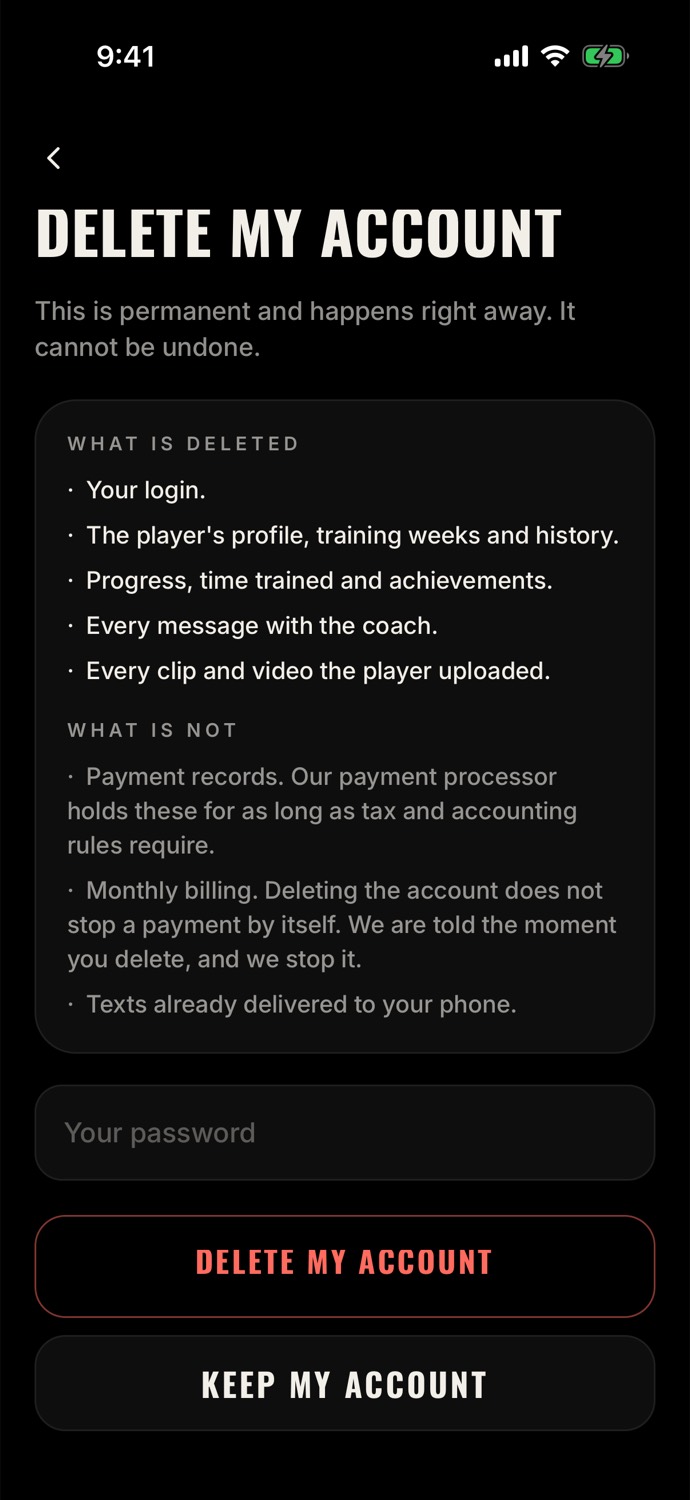 9:41
DELETE MY ACCOUNT
This is permanent and happens right away. It
cannot be undone.
WHAT IS DELETED
· Your login.
· The player's profile, training weeks and history.
· Progress, time trained and achievements.
· Every message with the coach.
· Every clip and video the player uploaded.
WHAT IS NOT
· Payment records. Our payment processor
holds these for as long as tax and accounting
rules require.
· Monthly billing. Deleting the account does not
stop a payment by itself. We are told the moment
you delete, and we stop it.
· Texts already delivered to your phone.
Your password
DELETE MY ACCOUNT
KEEP MY ACCOUNT